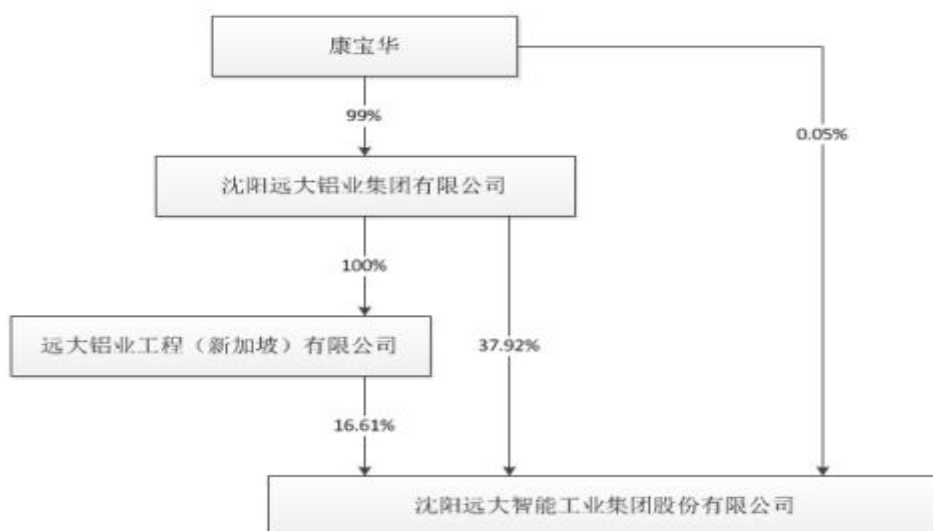 康宝华
99%
0.05%
沈阳远大铝业集团有限公司
100%
远大铝业工程（新加坡）有限公司
37.92%
16.61%
沈阳远大智能工业集团股份有限公司